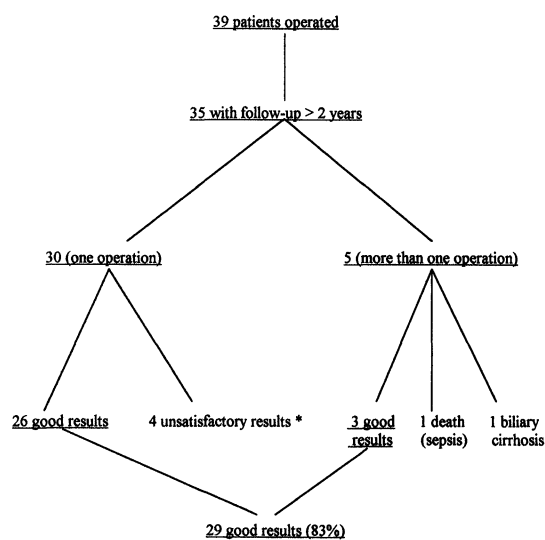 39 patients operated
35 with follow-up > 2 years
30 (one operation)
5 (more than one operation)
26 good results
4 unsatisfactory results *
3 good
results
1 death
(sepsis)
1 biliary
cirrhosis
29 good results (83%)